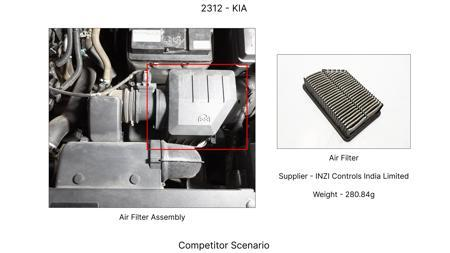 2312 - KIA
Air Filter
Supplier - INZI Controls India Limited
Weight - 280.84g
Air Filter Assembly
Competitor Scenario